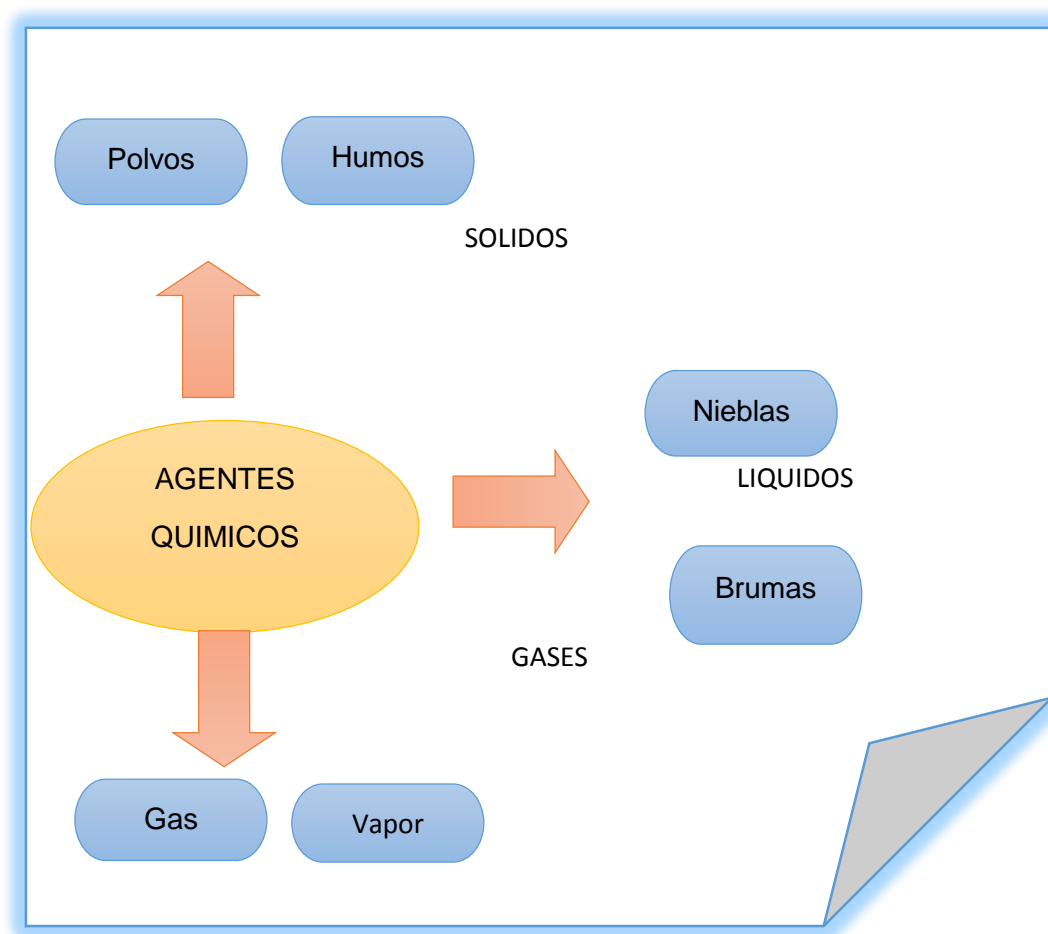 Polvos
Humos
SOLIDOS
Nieblas
LIQUIDOS
AGENTES
QUIMICOS
Brumas
GASES
Gas
Vapor